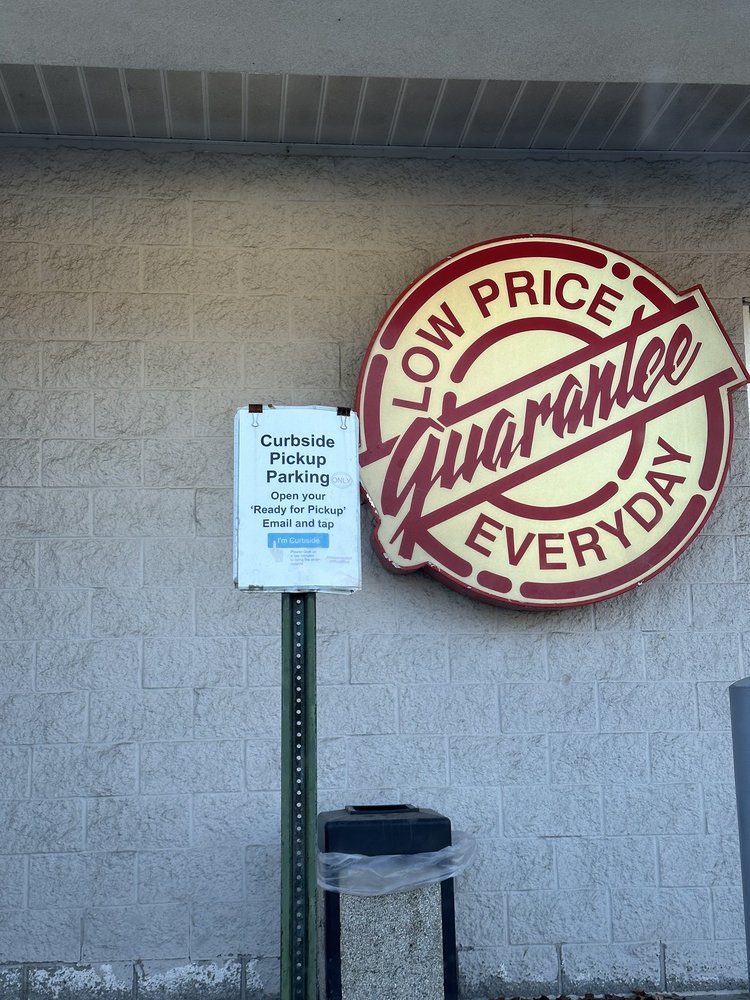 LOW PRICE
Guarantee
EVERYDAY
Curbside
Pickup
Parking ONLY
Open your
'Ready for Pickup'
Email and tap
I'm Curbside